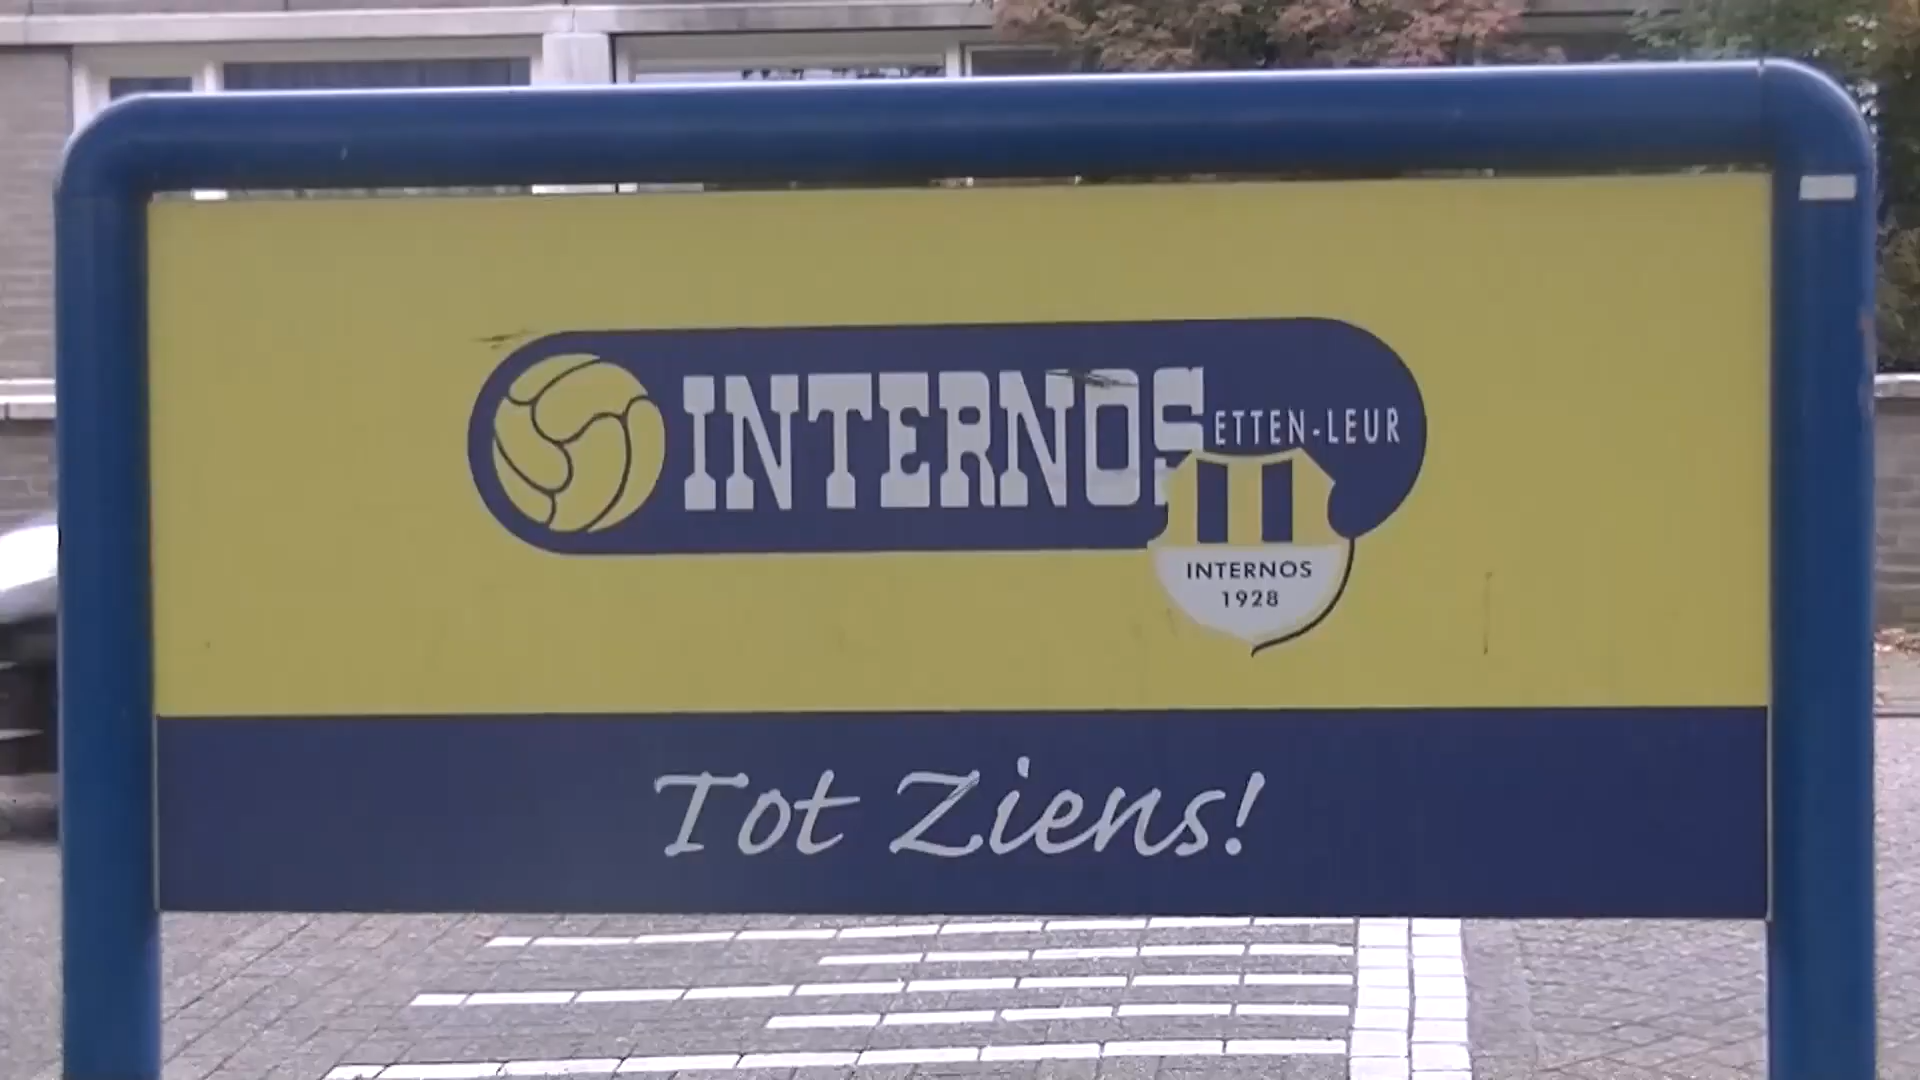 INTERNOS
ETTEN-LEUR
INTERNOS
1928
Tot Ziens!